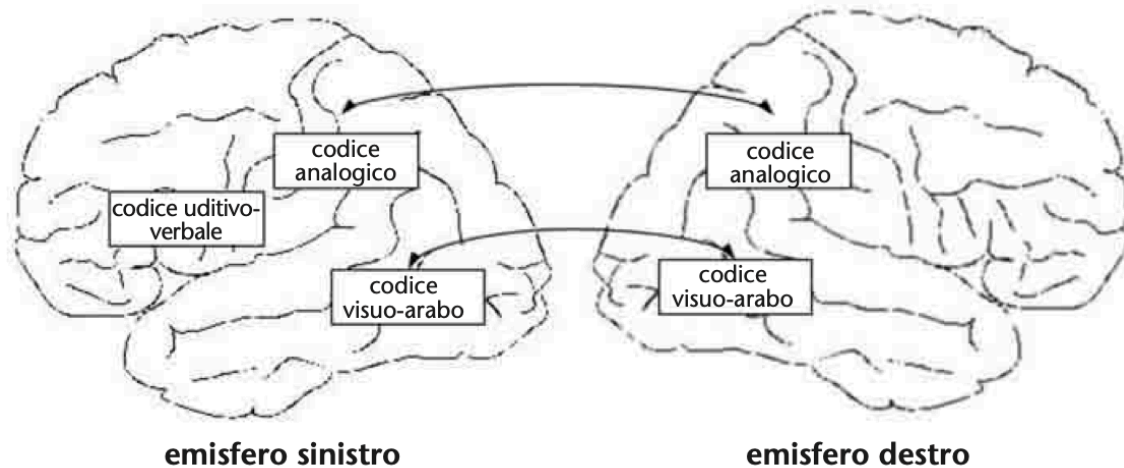 codice
analogico
codice
analogico
codice uditivo-
verbale
codice
visuo-arabo
codice
visuo-arabo
emisfero sinistro
emisfero destro